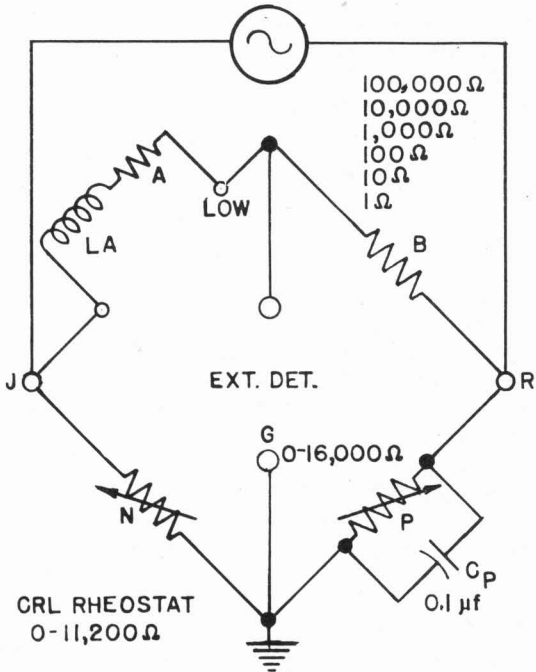 100,000Ω
10,000Ω
1,000Ω
100Ω
10Ω
1Ω
A
LOW
LA
B
J
EXT. DET.
R
G
0-16,000Ω
N
P
CP
0.1 µf
CRL RHEOSTAT
0-11,200Ω